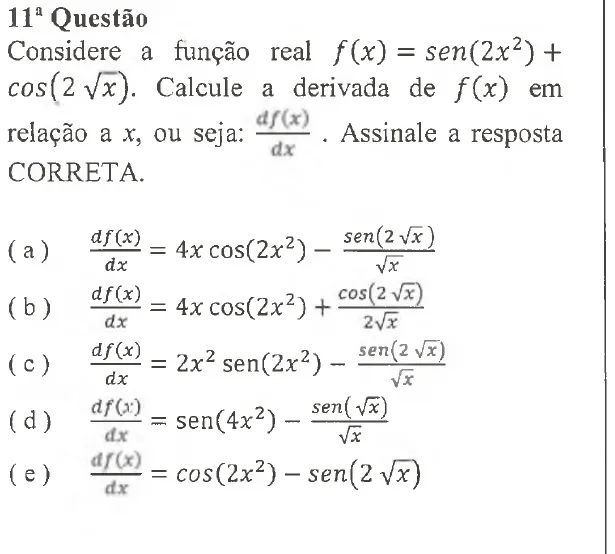 11ª Questão
Considere a função real f(x) = sen(2x²) +
cos(2 √x). Calcule a derivada de f(x) em
relação a x, ou seja: df(x)/dx . Assinale a resposta
CORRETA.
( a ) df(x)/dx = 4x cos(2x²) − sen(2 √x )/√x
( b ) df(x)/dx = 4x cos(2x²) + cos(2 √x)/2√x
( c ) df(x)/dx = 2x² sen(2x²) − sen(2 √x)/√x
( d ) df(x)/dx = sen(4x²) − sen( √x)/√x
( e ) df(x)/dx = cos(2x²) − sen(2 √x)